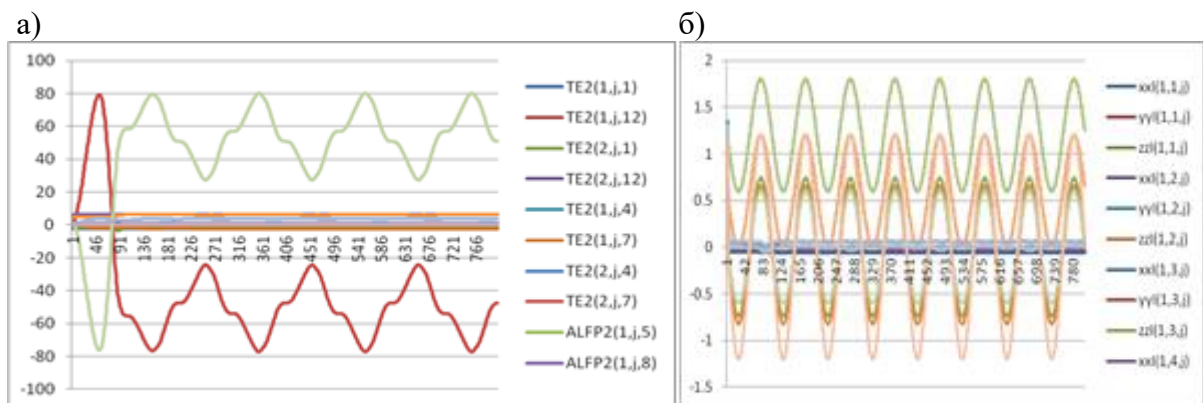 а)
б)
100
80
60
40
20
0
-20
-40
-60
-80
-100
1 46 91 136 181 226 271 316 361 406 451 496 541 586 631 676 721 766
TE2(1,j,1)
TE2(1,j,12)
TE2(2,j,1)
TE2(2,j,12)
TE2(1,j,4)
TE2(1,j,7)
TE2(2,j,4)
TE2(2,j,7)
ALFP2(1,j,5)
ALFP2(1,j,8)
2
1.5
1
0.5
0
-0.5
-1
-1.5
1 42 83 124 165 206 247 288 329 370 411 452 493 534 575 616 657 698 739 780
xxl(1,1,j)
yyl(1,1,j)
zzl(1,1,j)
xxl(1,2,j)
yyl(1,2,j)
zzl(1,2,j)
xxl(1,3,j)
yyl(1,3,j)
zzl(1,3,j)
xxl(1,4,j)